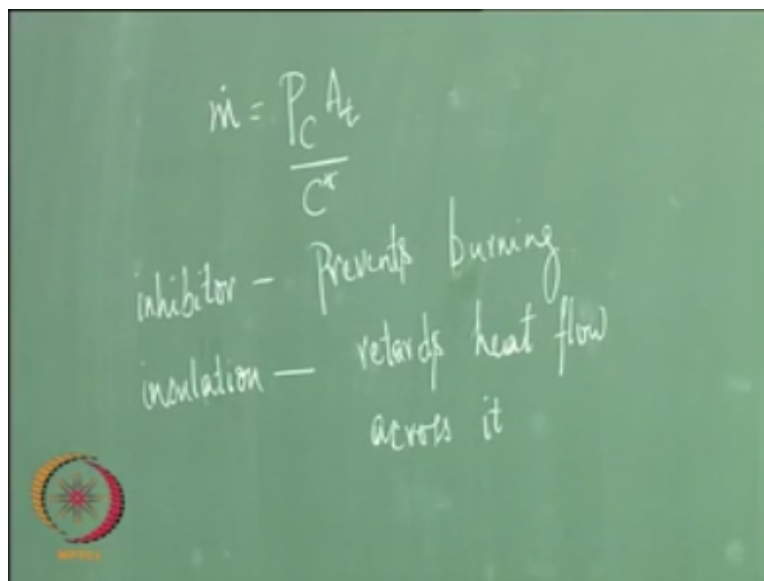 ṁ = P_C A_t
C*
inhibitor – Prevents burning
insulation — retards heat flow
across it